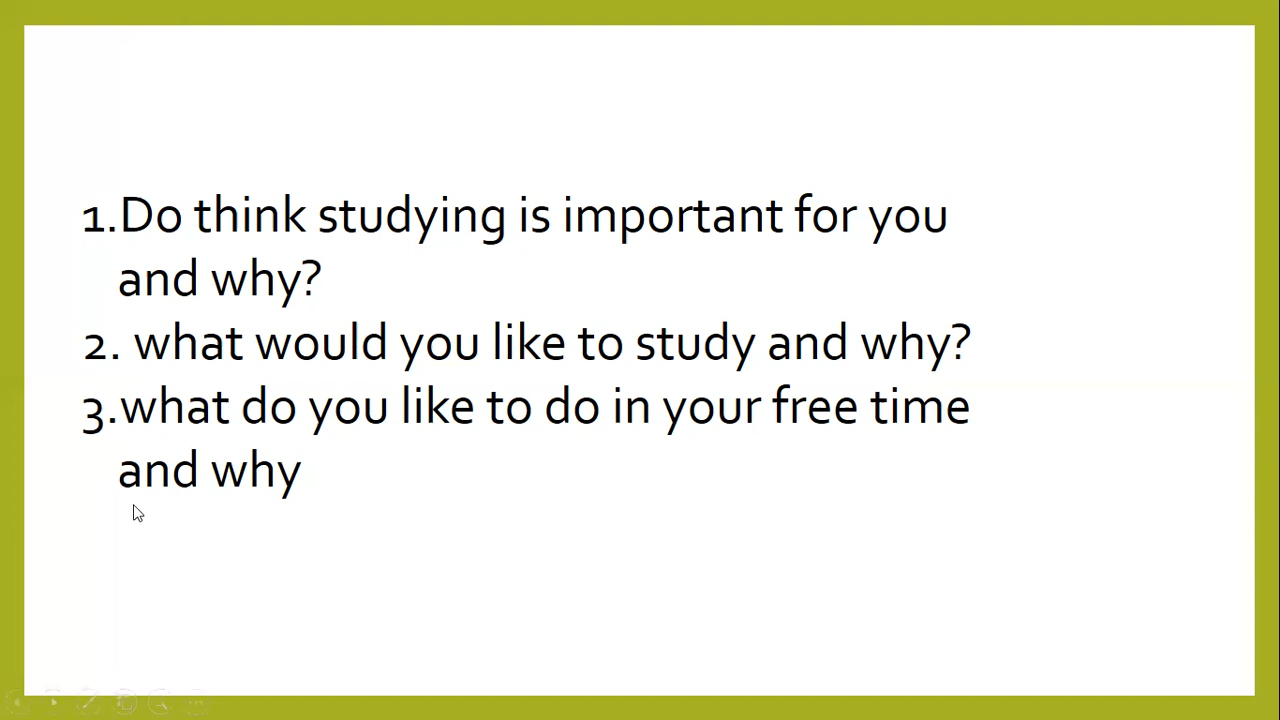 1.Do think studying is important for you
and why?
2. what would you like to study and why?
3.what do you like to do in your free time
and why